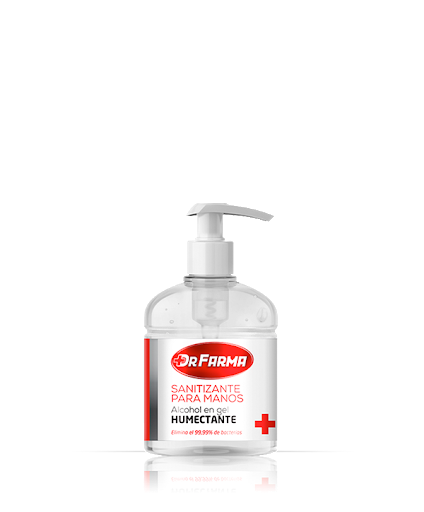 DR FARMA
SANITIZANTE
PARA MANOS
Alcohol en gel
HUMECTANTE
Elimina el 99,99% de bacterias